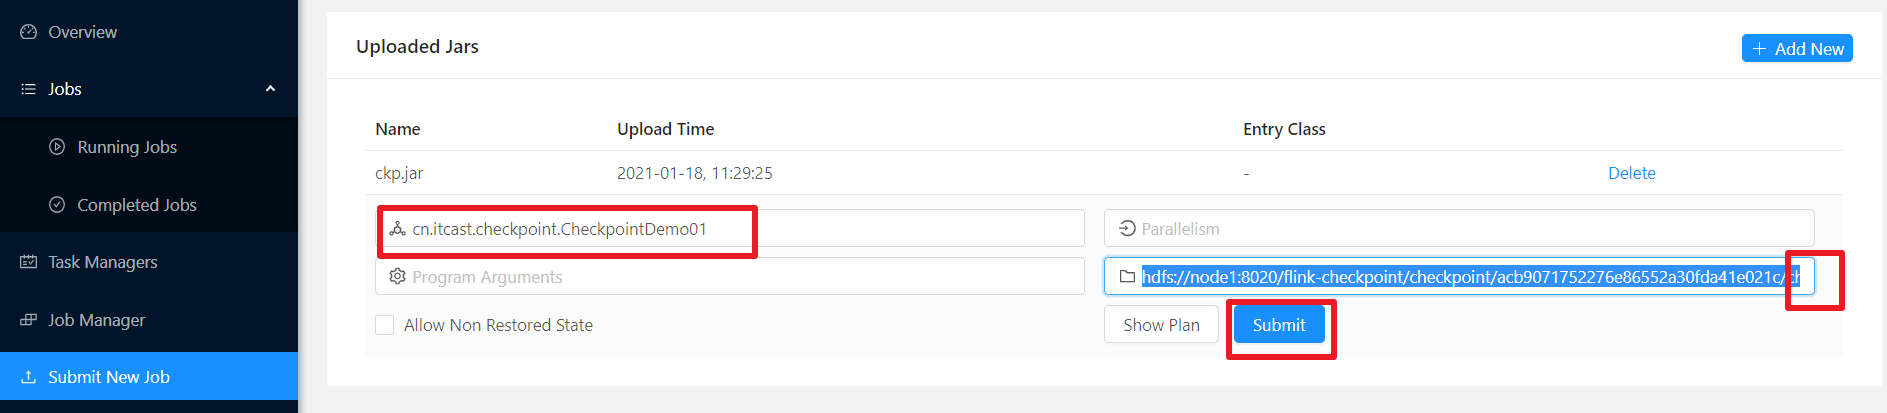 Overview
Jobs
Running Jobs
Completed Jobs
Task Managers
Job Manager
Submit New Job
Uploaded Jars
Add New
Name Upload Time Entry Class
ckp.jar 2021-01-18, 11:29:25 - Delete
cn.itcast.checkpoint.CheckpointDemo01 Parallelism
Program Arguments hdfs://node1:8020/flink-checkpoint/checkpoint/acb9071752276e86552a30fda41e021c/ch
Allow Non Restored State Show Plan Submit